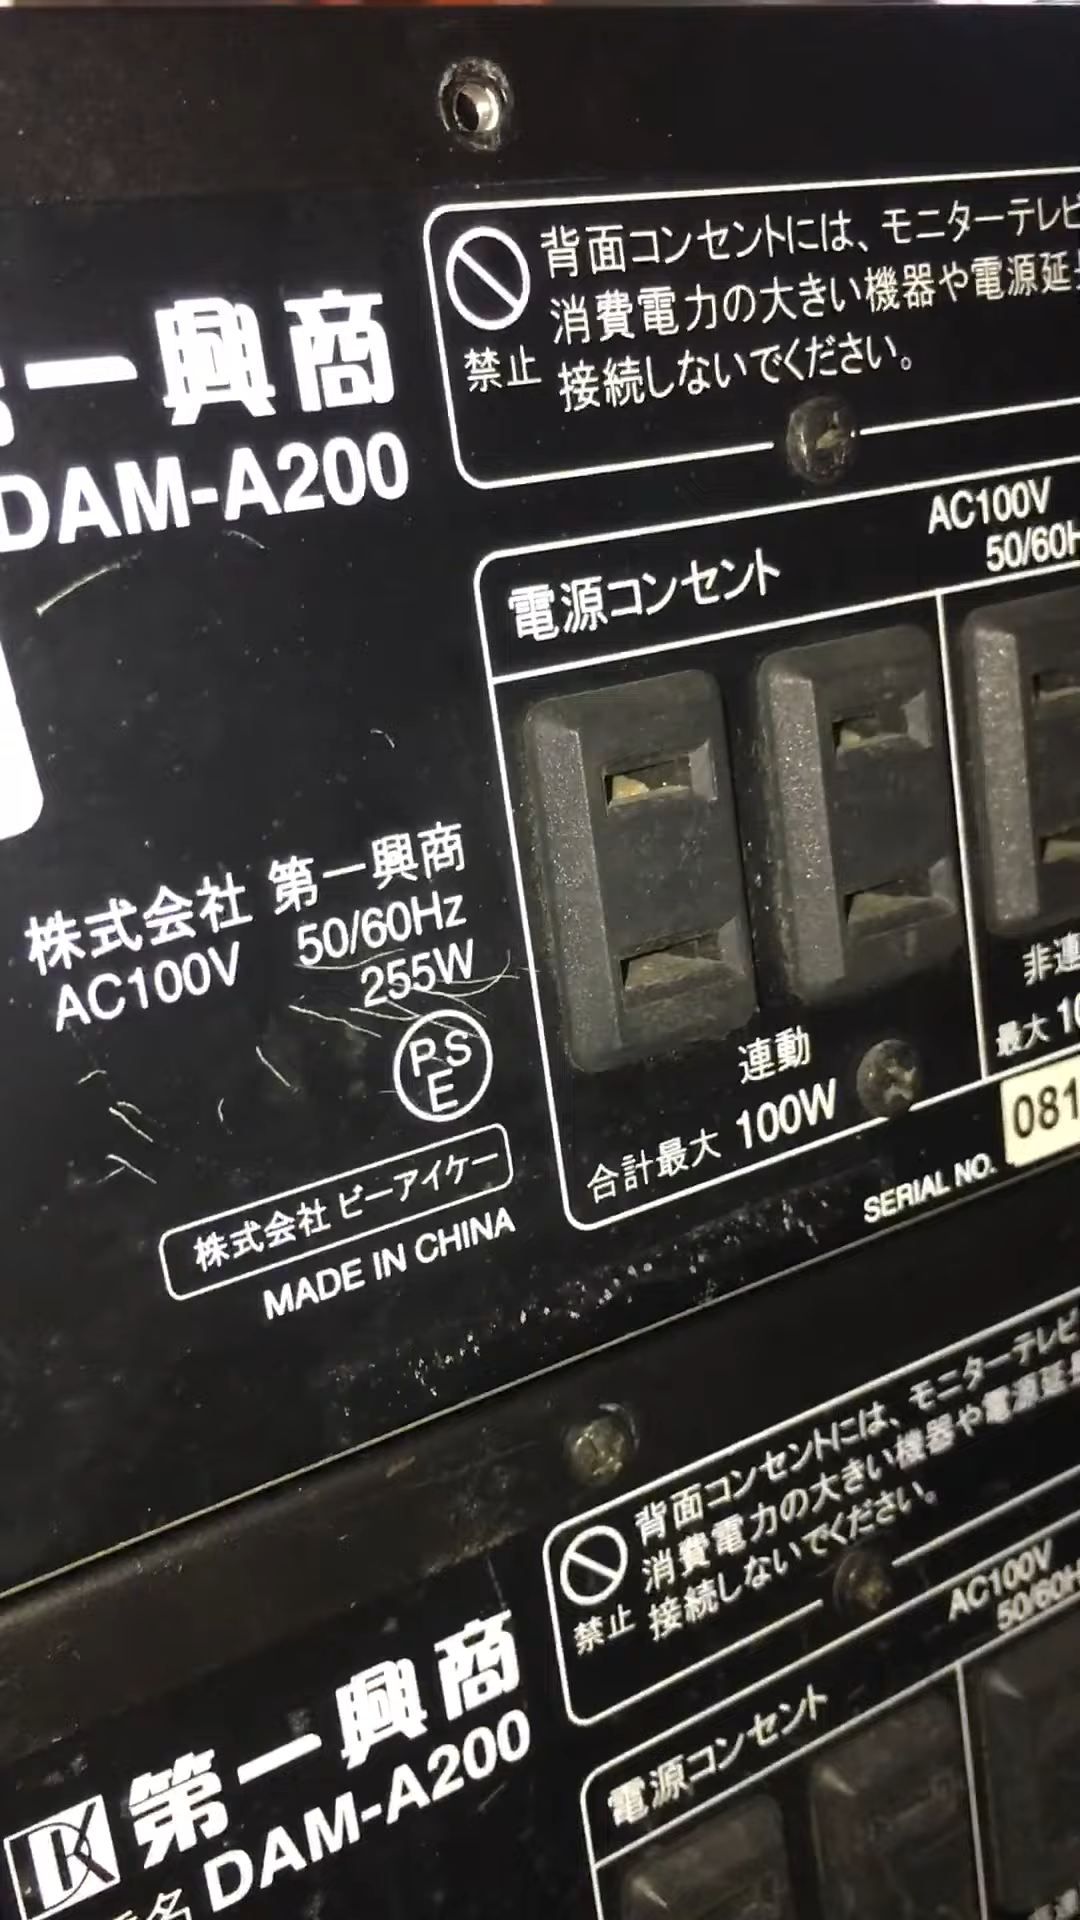 背面コンセントには、モニターテレビ
消費電力の大きい機器や電源延長
禁止 接続しないでください。
一興商
DAM-A200
電源コンセント
AC100V
50/60H
株式会社 第一興商
AC100V 50/60Hz
255W
PSE
連動
合計最大 100W
非連
最大 10
株式会社 ビーアイケー
MADE IN CHINA
SERIAL NO. 081
背面コンセントには、モニターテレビ
消費電力の大きい機器や電源延長
禁止 接続しないでください。
第一興商
名 DAM-A200
電源コンセント
AC100V
50/60H